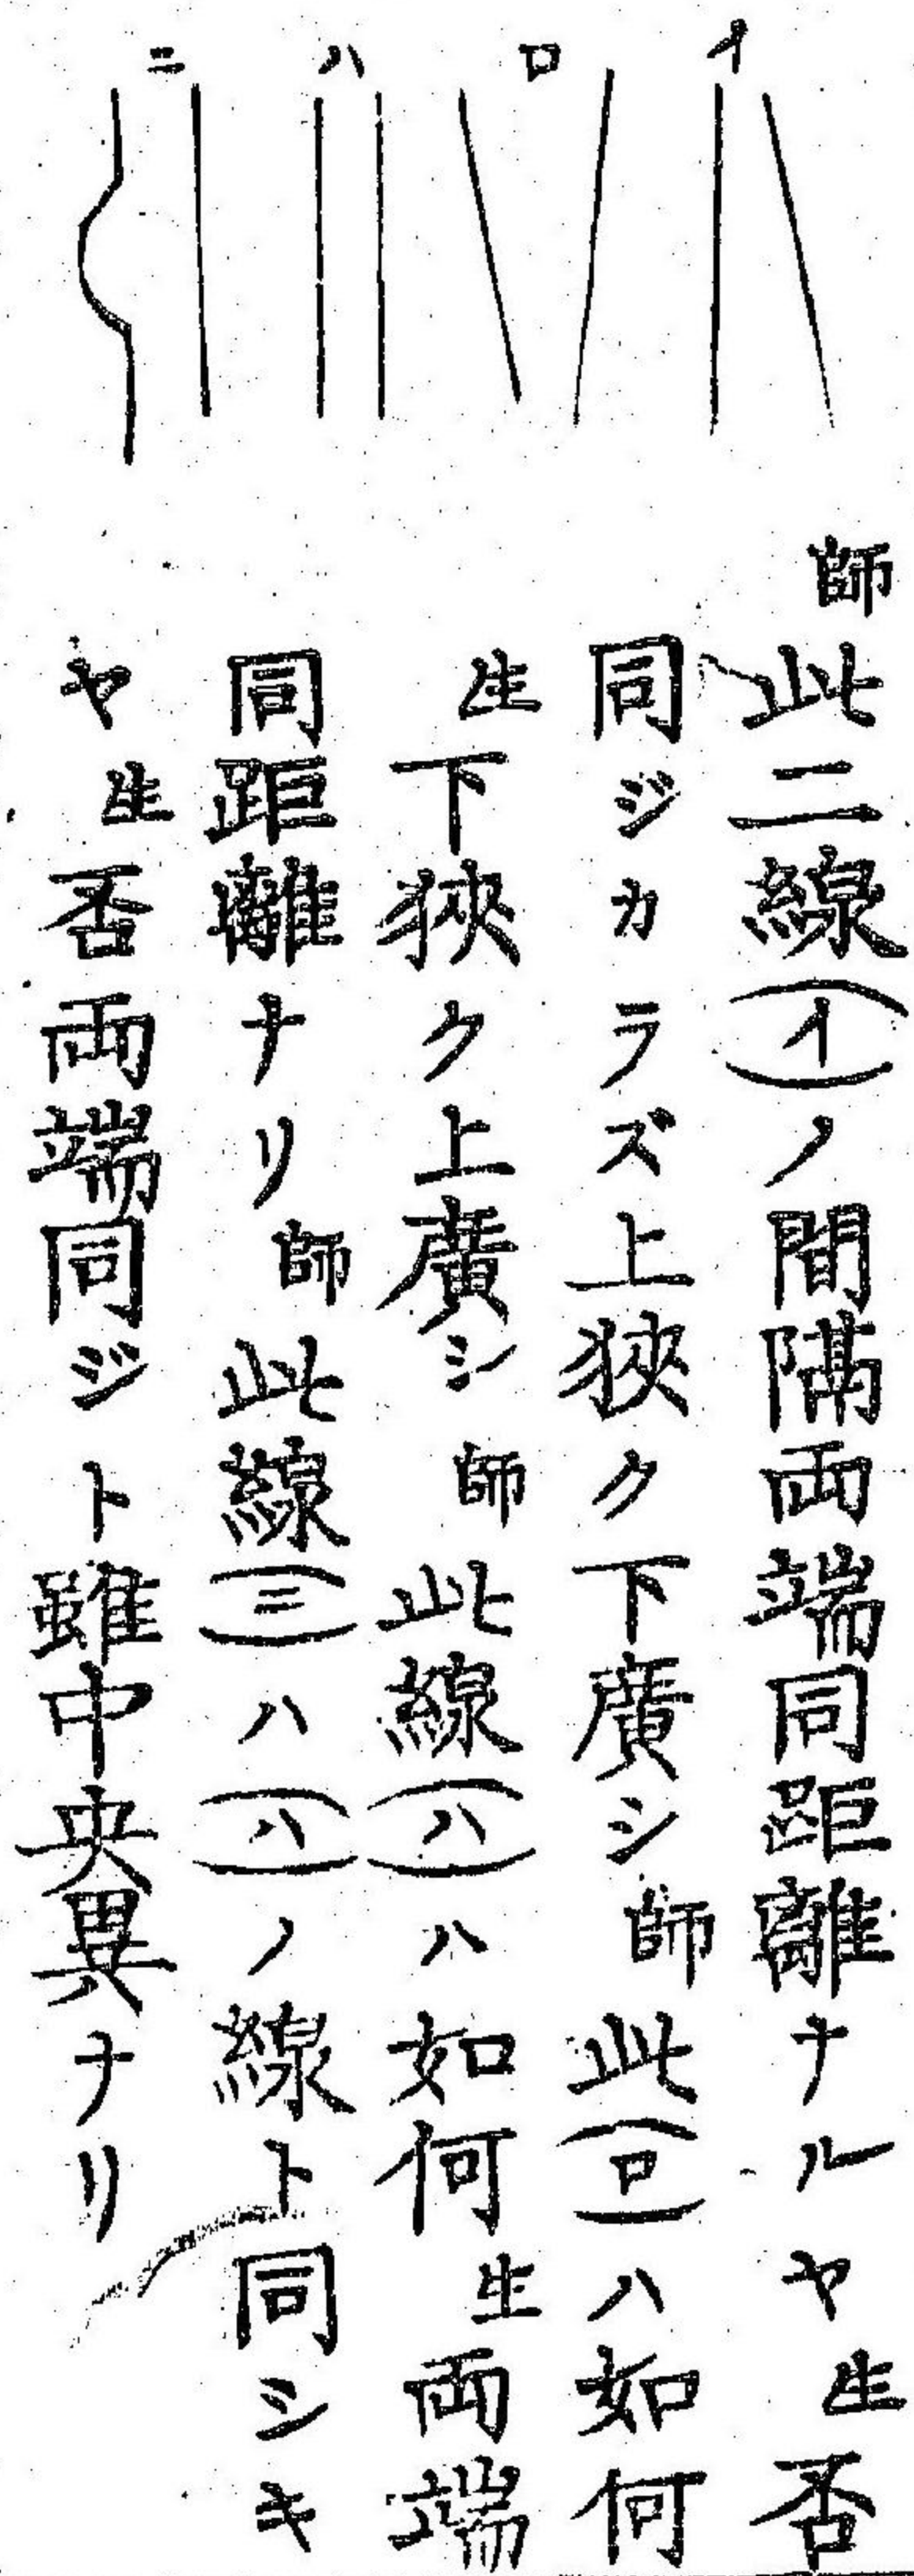 イ
ロ
ハ
ニ
師此二線(イ)ノ間隔両端同距離ナルヤ生否
同ジカラズ上狹ク下廣シ師此(ロ)ハ如何
生下狹ク上廣シ師此線(ハ)ハ如何生両端
同距離ナリ師此線(ニ)ハ(ハ)ノ線ト同シキ
ヤ生否両端同ジト雖中央異ナリ